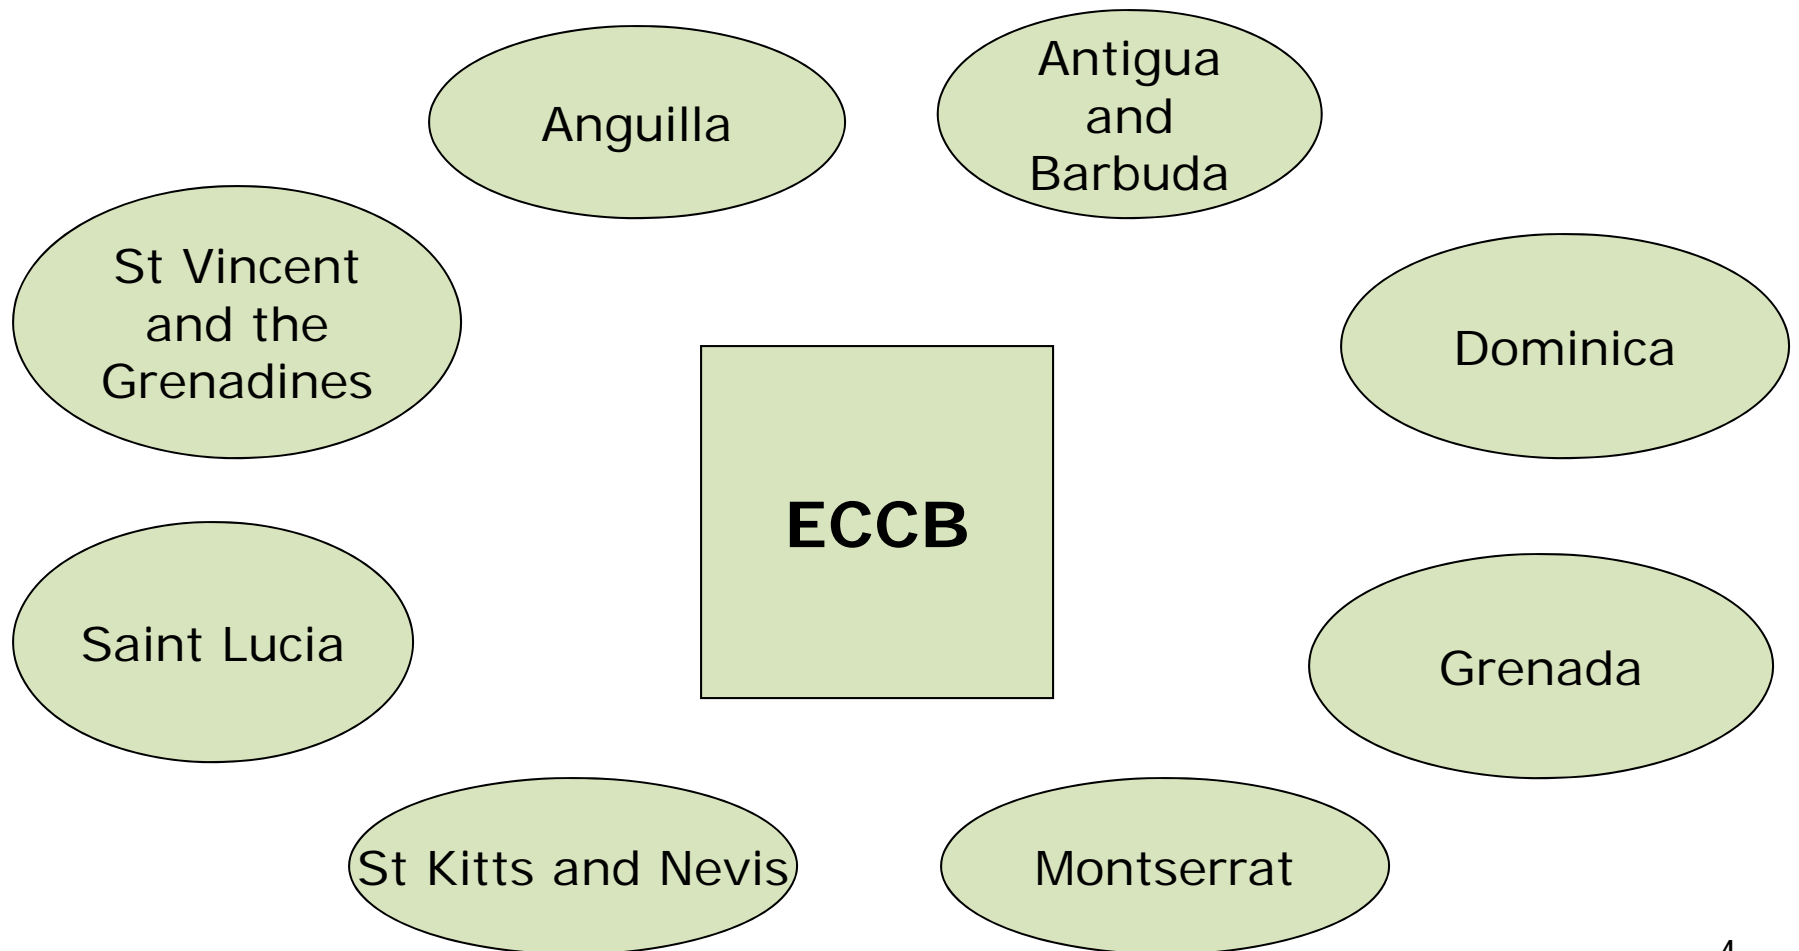 Anguilla
Antigua
and
Barbuda
St Vincent
and the
Grenadines
Dominica
ECCB
Saint Lucia
Grenada
St Kitts and Nevis
Montserrat
4